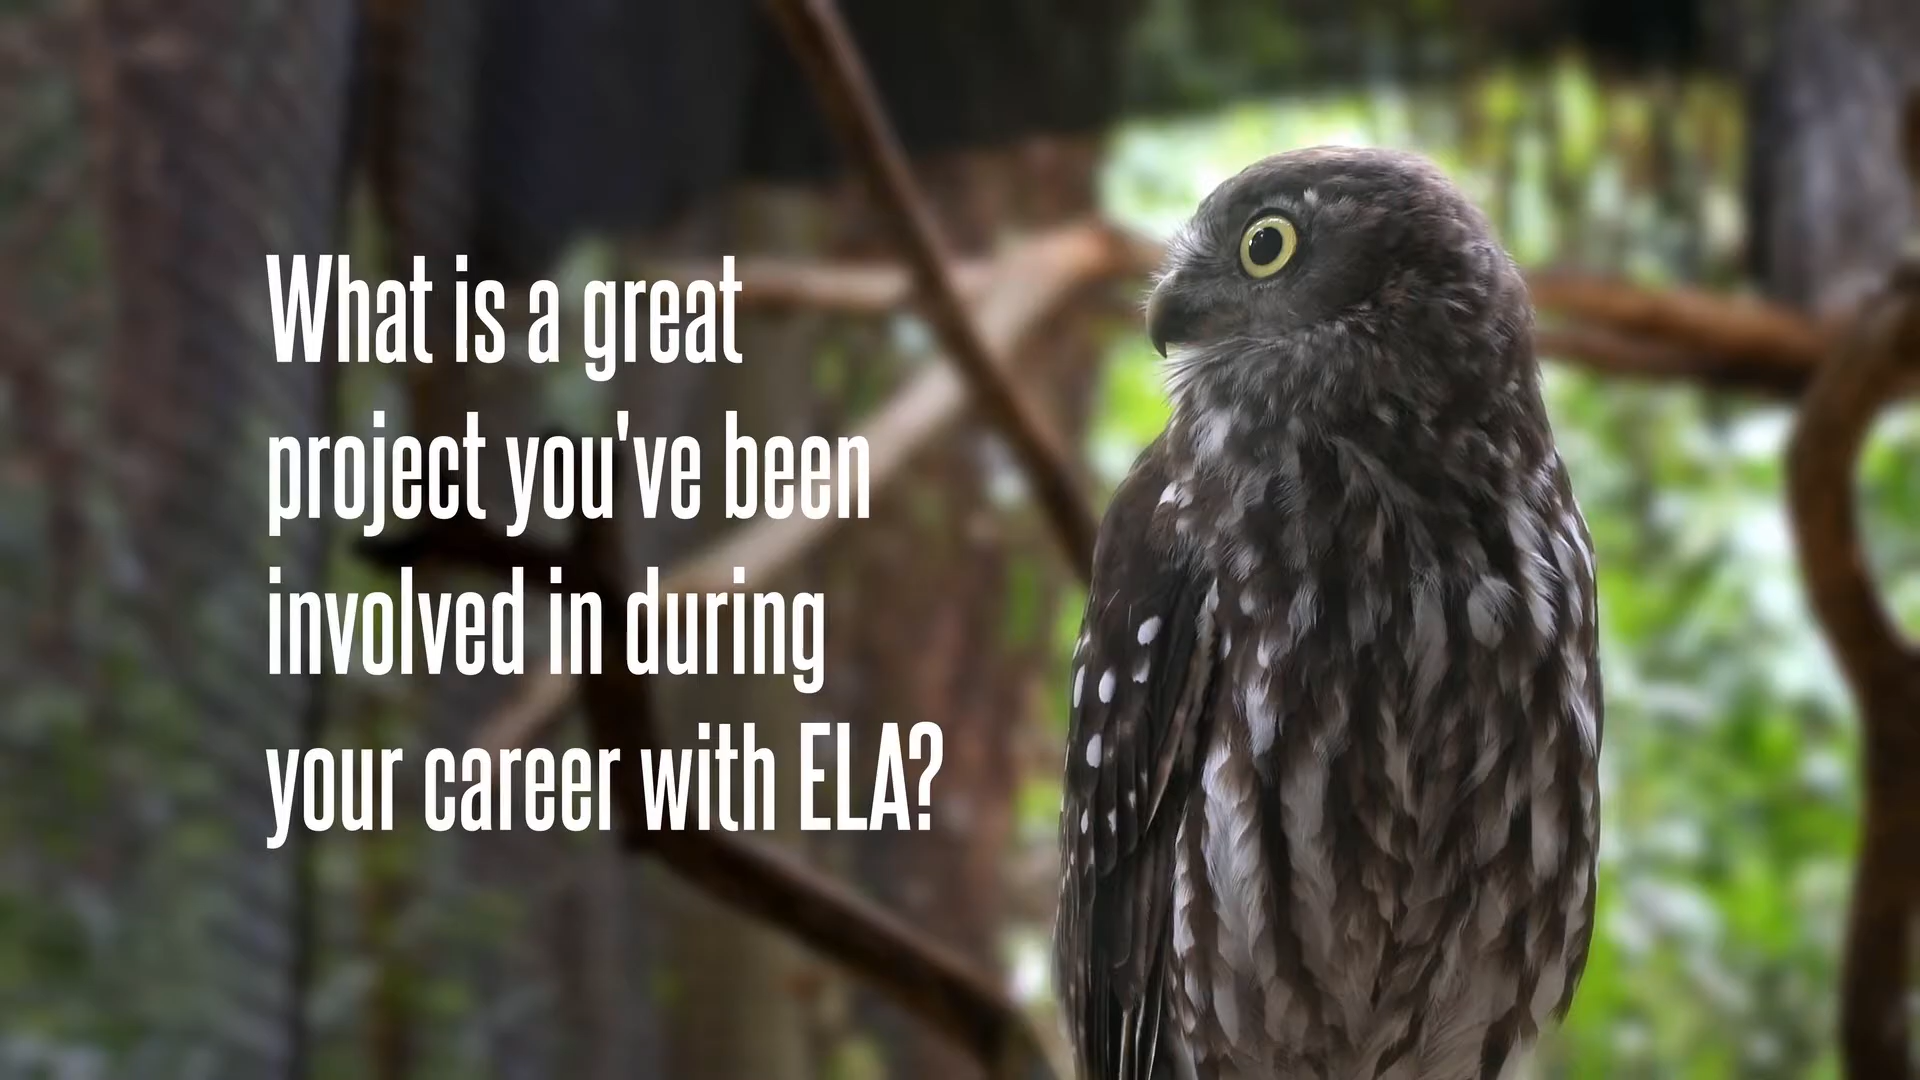 What is a great
project you've been
involved in during
your career with ELA?